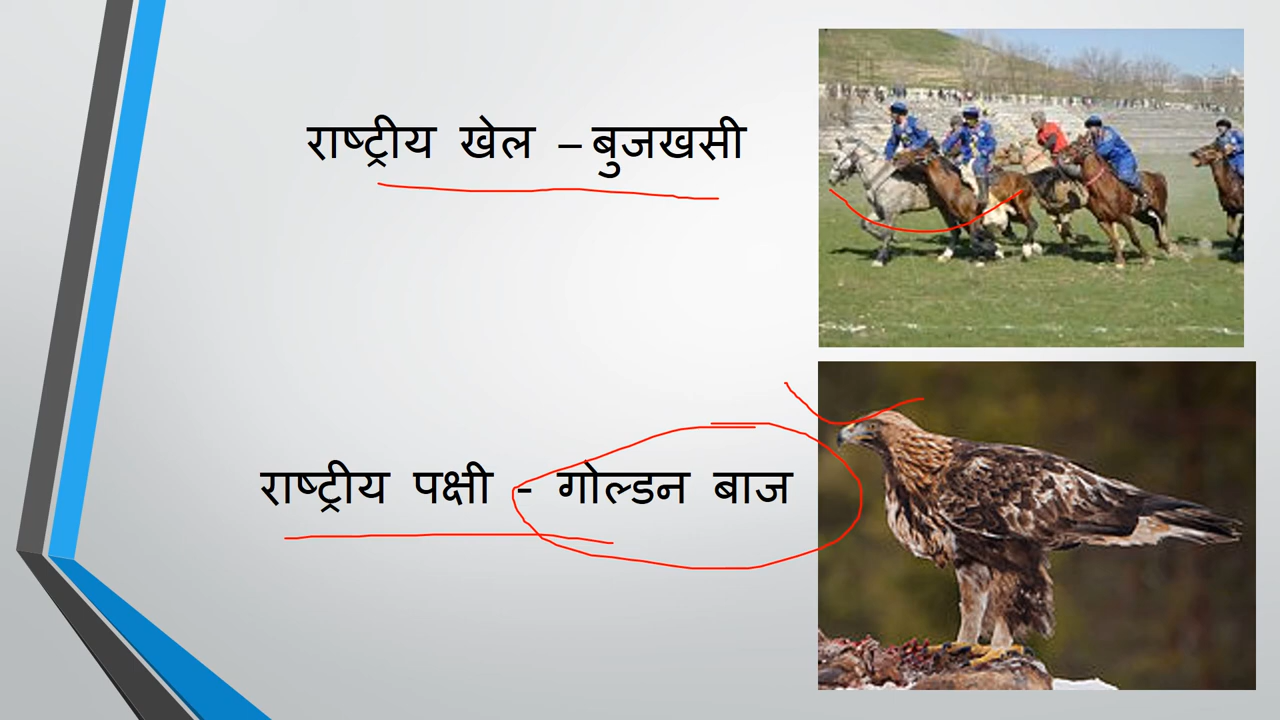 राष्ट्रीय खेल – बुजखसी
राष्ट्रीय पक्षी - गोल्डन बाज